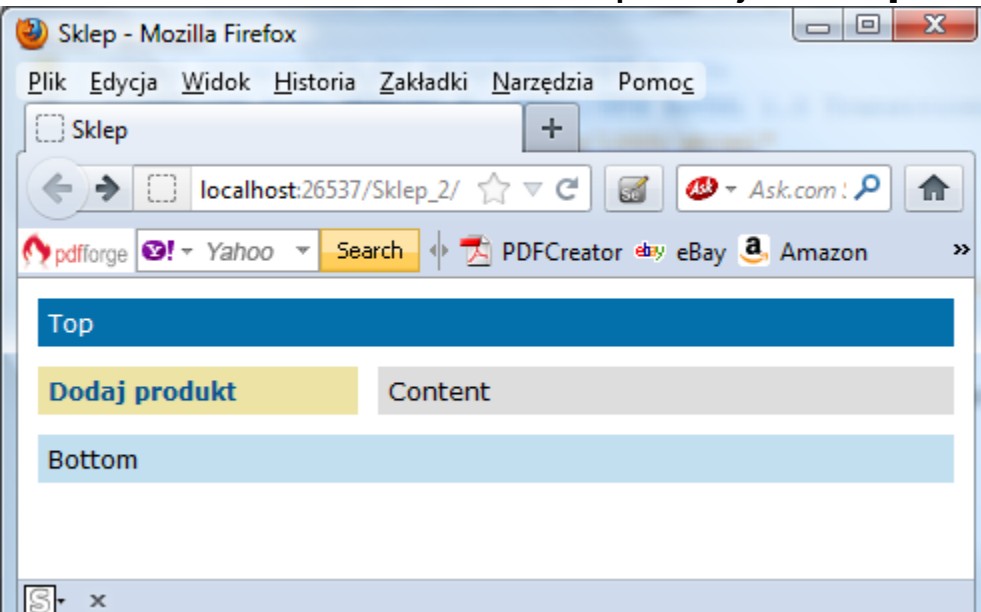 Sklep - Mozilla Firefox
Plik Edycja Widok Historia Zakładki Narzędzia Pomoc
Sklep
localhost:26537/Sklep_2/ Ask.com
pdfforge Y! Yahoo Search PDFCreator ebay eBay a Amazon »
Top
Dodaj produkt Content
Bottom
S x